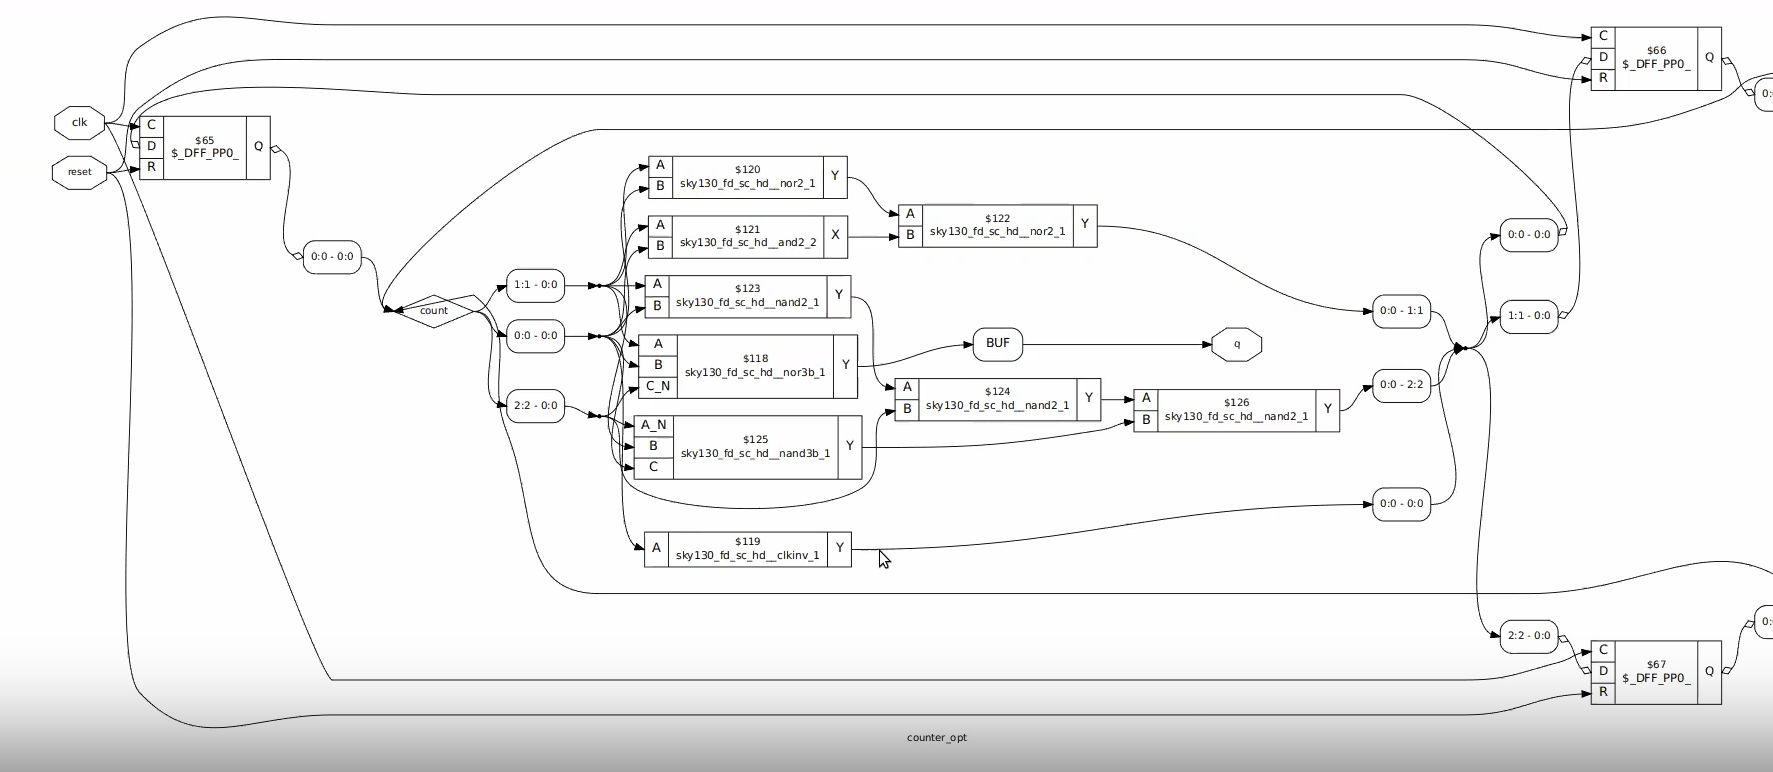 clk
reset
C
D
R
$65
$_DFF_PP0_
Q
0:0 - 0:0
count
1:1 - 0:0
0:0 - 0:0
2:2 - 0:0
A
B
$120
sky130_fd_sc_hd__nor2_1
Y
A
B
$121
sky130_fd_sc_hd__and2_2
X
A
B
$123
sky130_fd_sc_hd__nand2_1
Y
A
B
C_N
$118
sky130_fd_sc_hd__nor3b_1
Y
A_N
B
C
$125
sky130_fd_sc_hd__nand3b_1
Y
A
$119
sky130_fd_sc_hd__clkinv_1
Y
A
B
$122
sky130_fd_sc_hd__nor2_1
Y
BUF
q
A
B
$124
sky130_fd_sc_hd__nand2_1
Y
A
B
$126
sky130_fd_sc_hd__nand2_1
Y
0:0 - 1:1
0:0 - 2:2
0:0 - 0:0
0:0 - 0:0
1:1 - 0:0
2:2 - 0:0
C
D
R
$66
$_DFF_PP0_
Q
C
D
R
$67
$_DFF_PP0_
Q
counter_opt